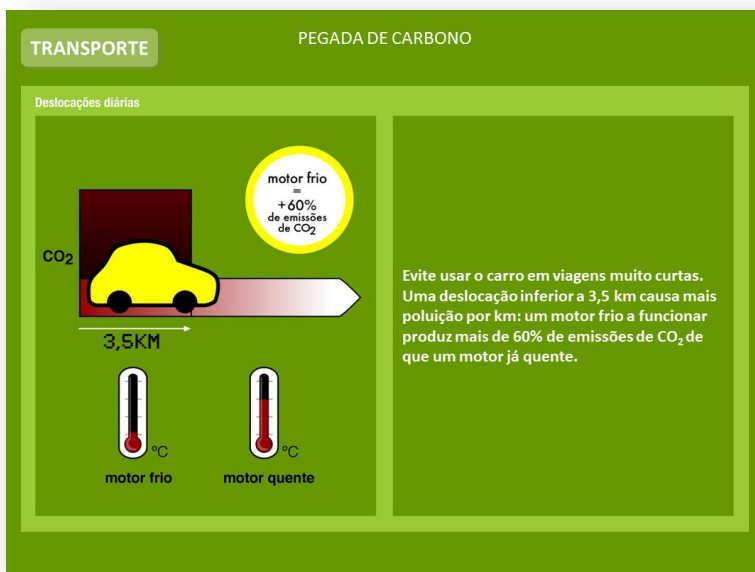 TRANSPORTE
PEGADA DE CARBONO
Deslocações diárias
motor frio
=
+60%
de emissões
de CO2
CO2
3,5KM
ºC
ºC
motor frio
motor quente
Evite usar o carro em viagens muito curtas.
Uma deslocação inferior a 3,5 km causa mais
poluição por km: um motor frio a funcionar
produz mais de 60% de emissões de CO2 de
que um motor já quente.